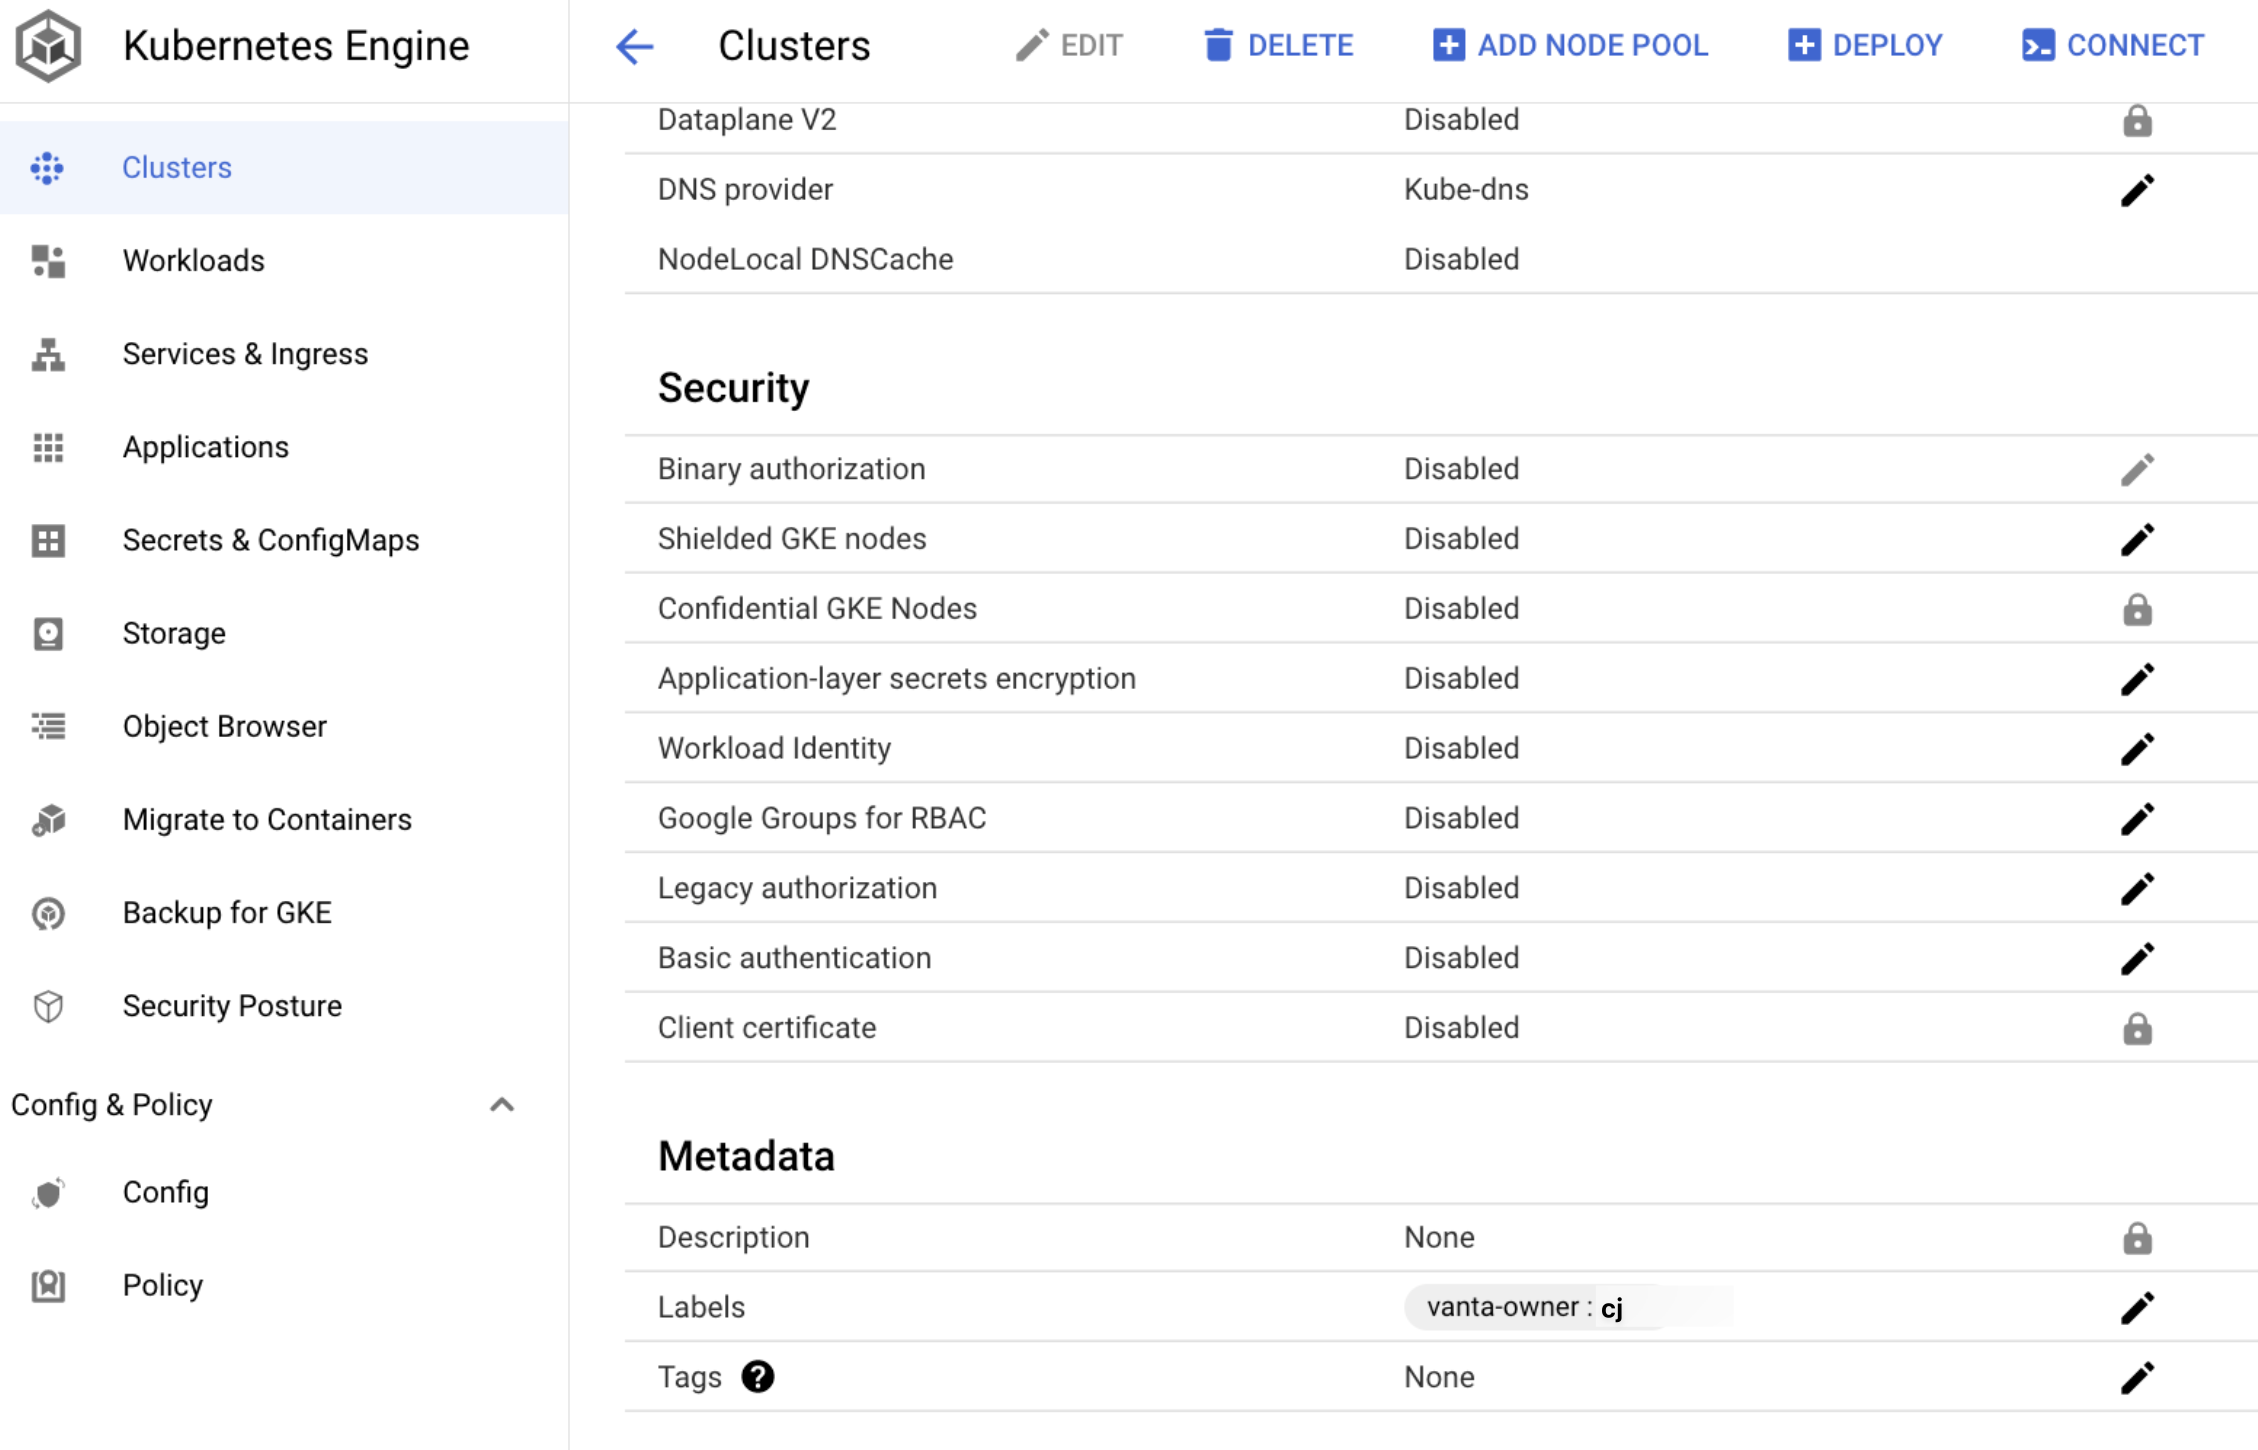 Kubernetes Engine
Clusters
EDIT
DELETE
ADD NODE POOL
DEPLOY
CONNECT
Clusters
Workloads
Services & Ingress
Applications
Secrets & ConfigMaps
Storage
Object Browser
Migrate to Containers
Backup for GKE
Security Posture
Config & Policy
Config
Policy
Dataplane V2 Disabled
DNS provider Kube-dns
NodeLocal DNSCache Disabled
Security
Binary authorization Disabled
Shielded GKE nodes Disabled
Confidential GKE Nodes Disabled
Application-layer secrets encryption Disabled
Workload Identity Disabled
Google Groups for RBAC Disabled
Legacy authorization Disabled
Basic authentication Disabled
Client certificate Disabled
Metadata
Description None
Labels vanta-owner : cj
Tags ? None